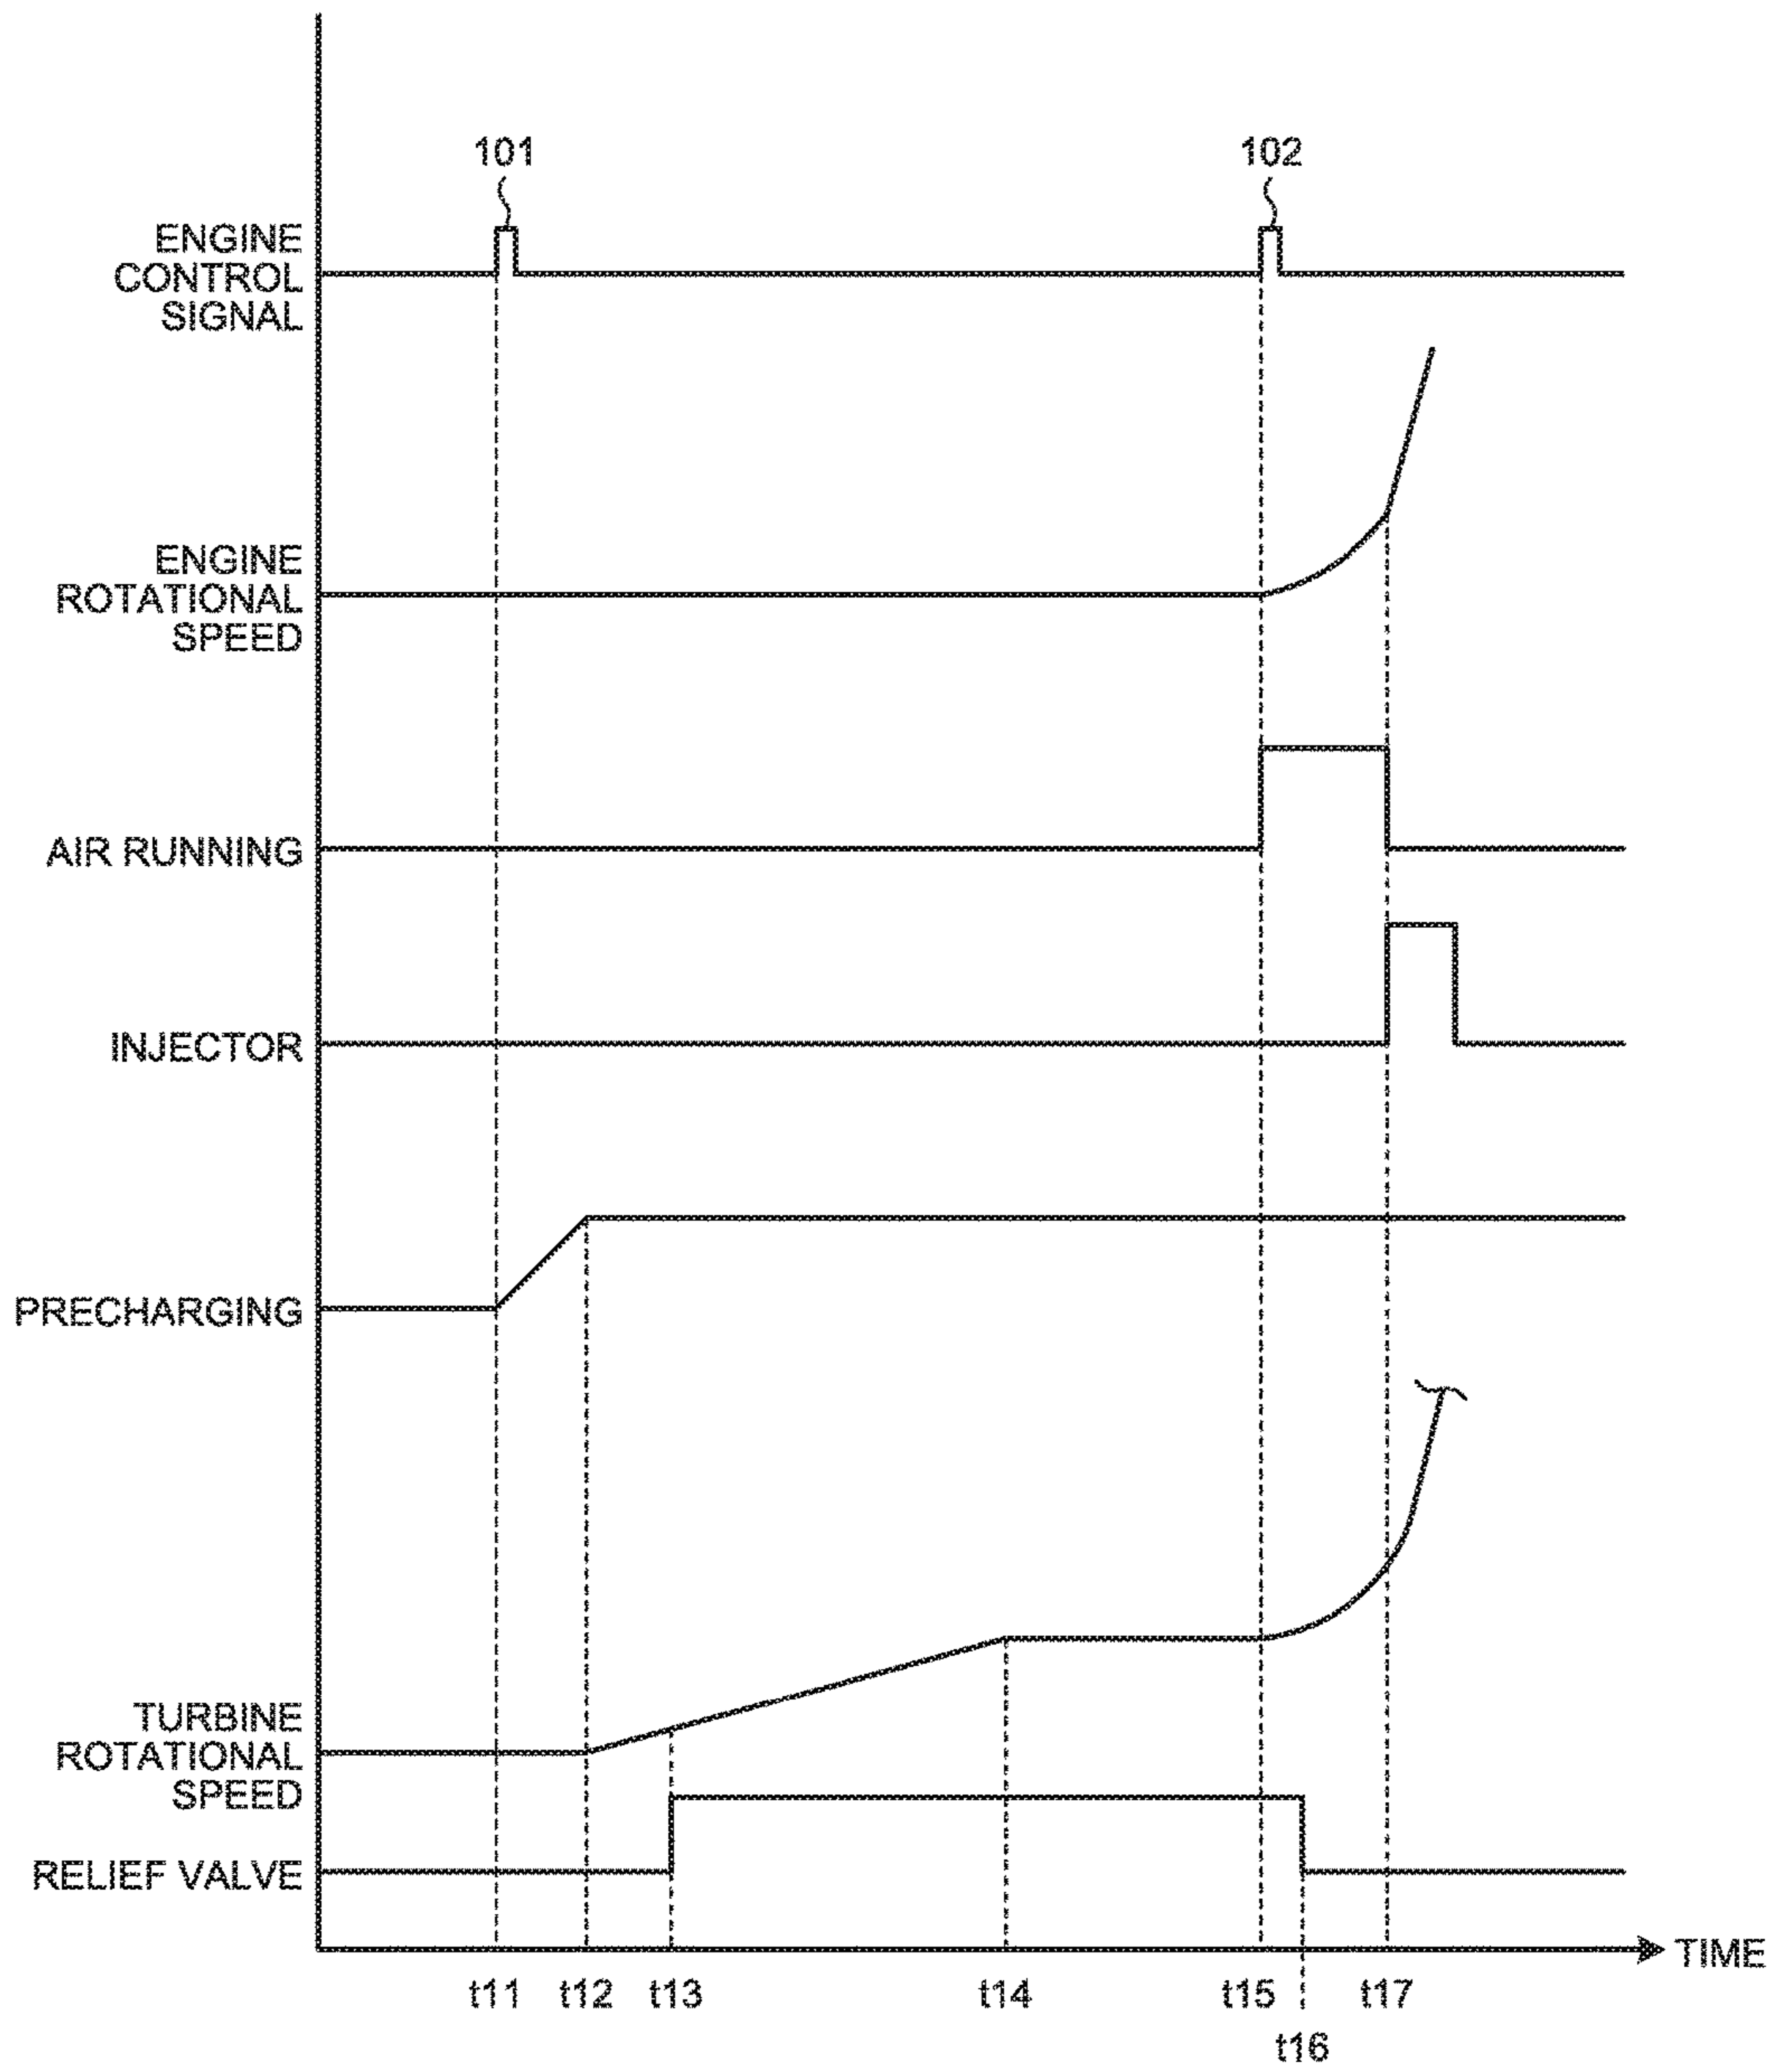 101
102
ENGINE
CONTROL
SIGNAL
ENGINE
ROTATIONAL
SPEED
AIR RUNNING
INJECTOR
PRECHARGING
TURBINE
ROTATIONAL
SPEED
RELIEF VALVE
TIME
t11 t12 t13 t14 t15 t17
t16